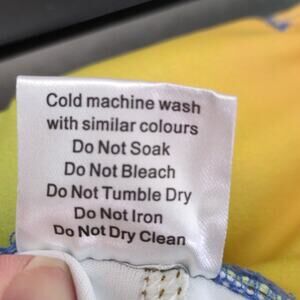 Cold machine wash
with similar colours
Do Not Soak
Do Not Bleach
Do Not Tumble Dry
Do Not Iron
Do Not Dry Clean